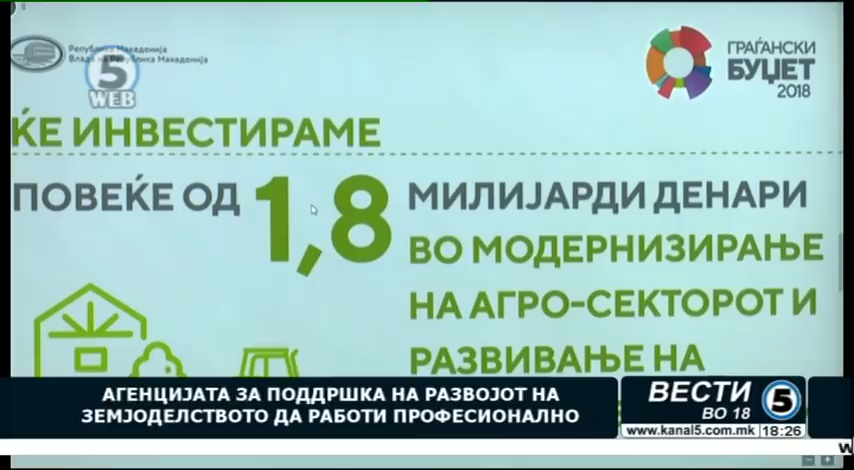 Република Македонија
Влада на Република Македонија
5
WEB
ГРАЃАНСКИ
БУЏЕТ
2018
ЌЕ ИНВЕСТИРАМЕ
ПОВЕЌЕ ОД 1,8 МИЛИЈАРДИ ДЕНАРИ
ВО МОДЕРНИЗИРАЊЕ
НА АГРО-СЕКТОРОТ И
РАЗВИВАЊЕ НА
АГЕНЦИЈАТА ЗА ПОДДРШКА НА РАЗВОЈОТ НА
ЗЕМЈОДЕЛСТВОТО ДА РАБОТИ ПРОФЕСИОНАЛНО
ВЕСТИ
ВО 18
5
www.kanal5.com.mk 18:26